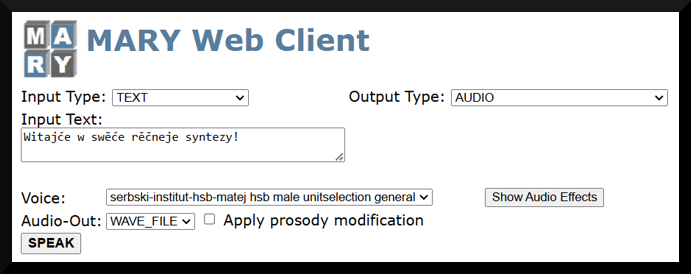 MARY MARY Web Client
Input Type: TEXT Output Type: AUDIO
Input Text:
Witajće w swěće rěčneje syntezy!
Voice: serbski-institut-hsb-matej hsb male unitselection general Show Audio Effects
Audio-Out: WAVE_FILE Apply prosody modification
SPEAK